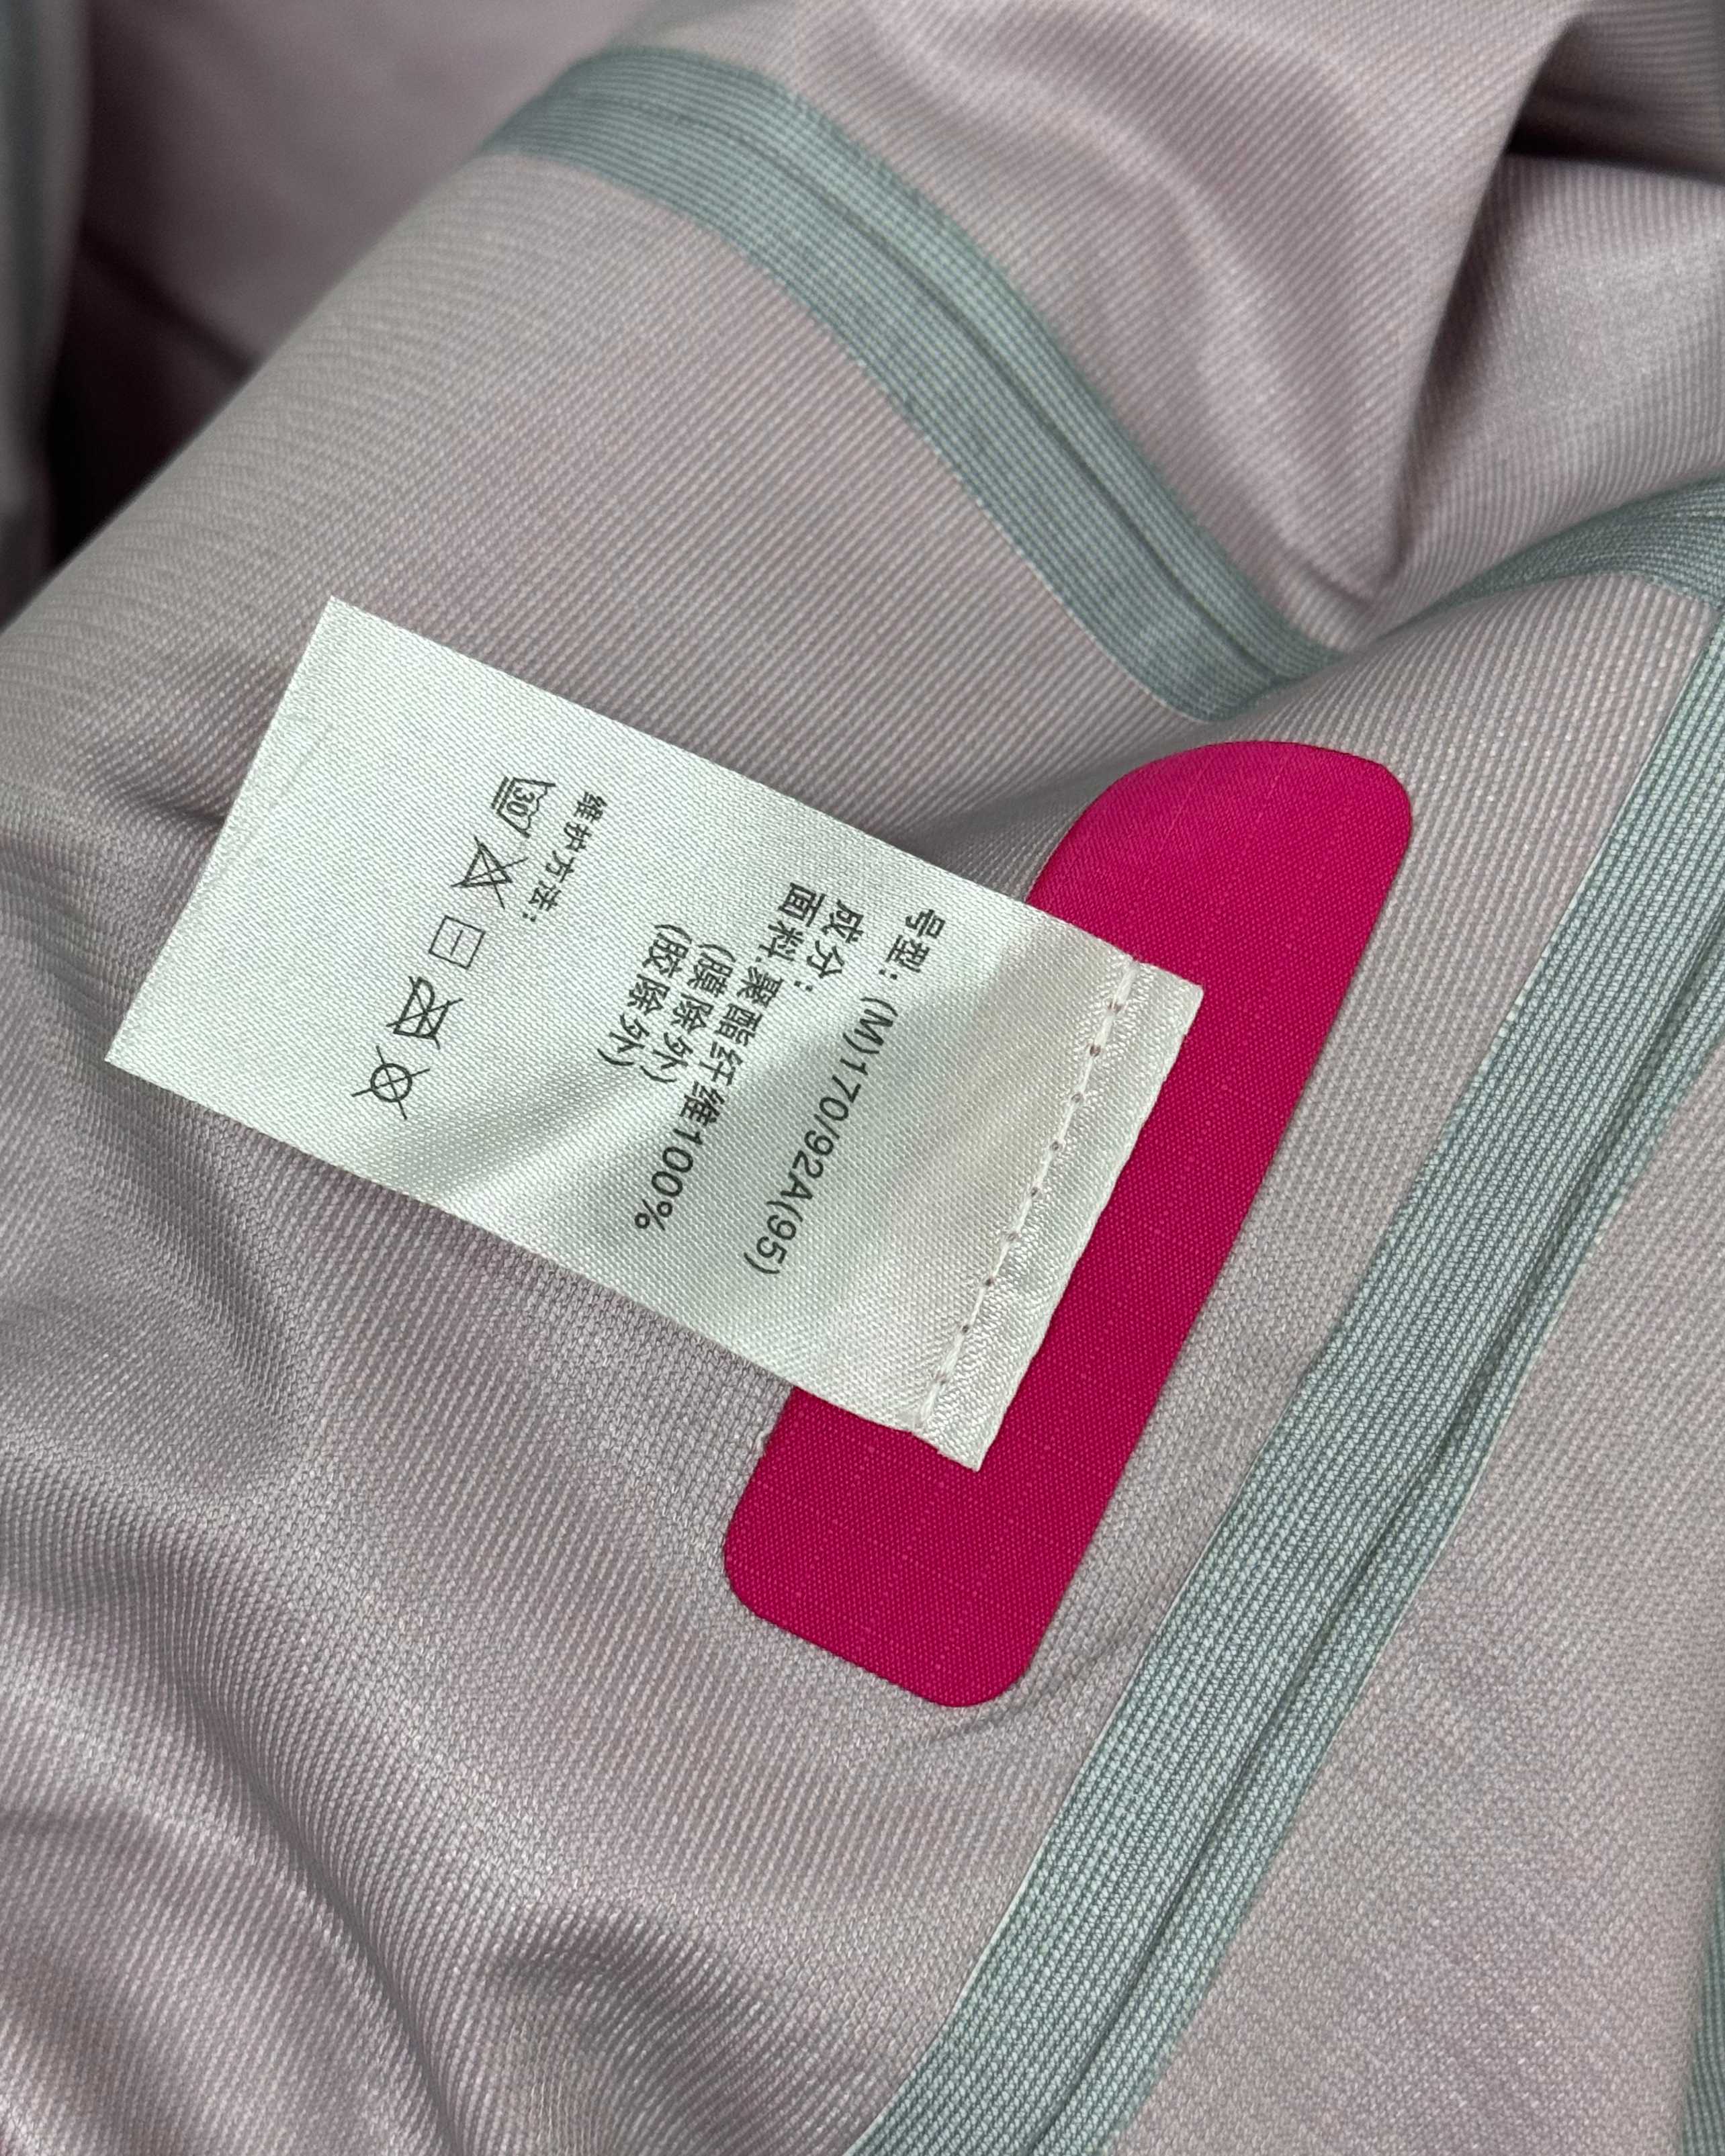 号型: (M)170/92A(95)
成分:
面料:聚酯纤维100%
(膜除外)
(胶除外)
维护方法:
30